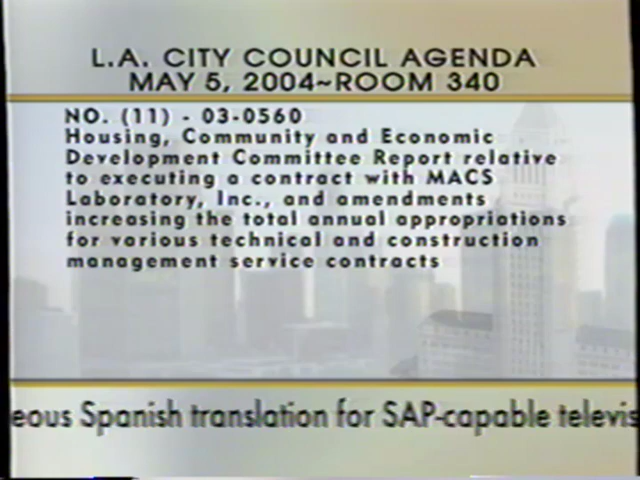 L.A. CITY COUNCIL AGENDA
MAY 5, 2004~ROOM 340
NO. (11) - 03-0560
Housing, Community and Economic
Development Committee Report relative
to executing a contract with MACS
Laboratory, Inc., and amendments
increasing the total annual appropriations
for various technical and construction
management service contracts
eous Spanish translation for SAP-capable televis